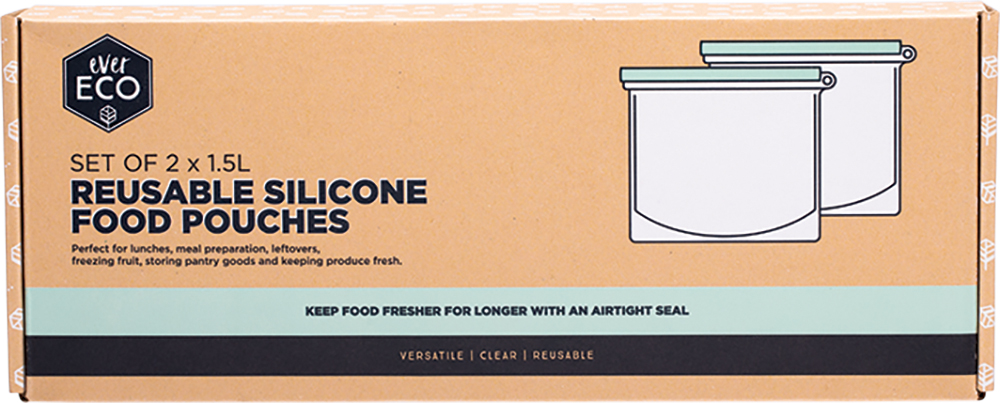 ever
ECO
SET OF 2 x 1.5L
REUSABLE SILICONE
FOOD POUCHES
Perfect for lunches, meal preparation, leftovers,
freezing fruit, storing pantry goods and keeping produce fresh.
KEEP FOOD FRESHER FOR LONGER WITH AN AIRTIGHT SEAL
VERSATILE | CLEAR | REUSABLE